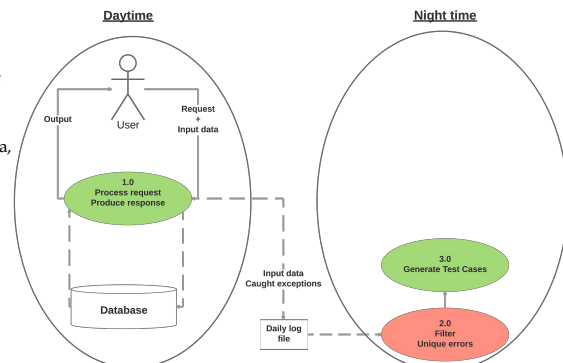 Daytime
Night time
Output
Request
+
Input data
User
a,
1.0
Process request
Produce response
3.0
Generate Test Cases
Input data
Caught exceptions
Database
Daily log
file
2.0
Filter
Unique errors